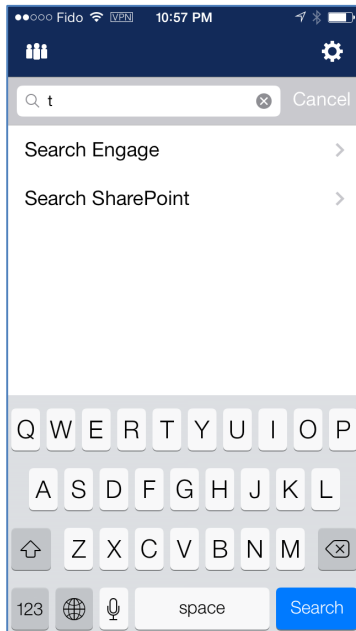 Fido VPN 10:57 PM
t Cancel
Search Engage
Search SharePoint
Q W E R T Y U I O P
A S D F G H J K L
Z X C V B N M
123 space Search